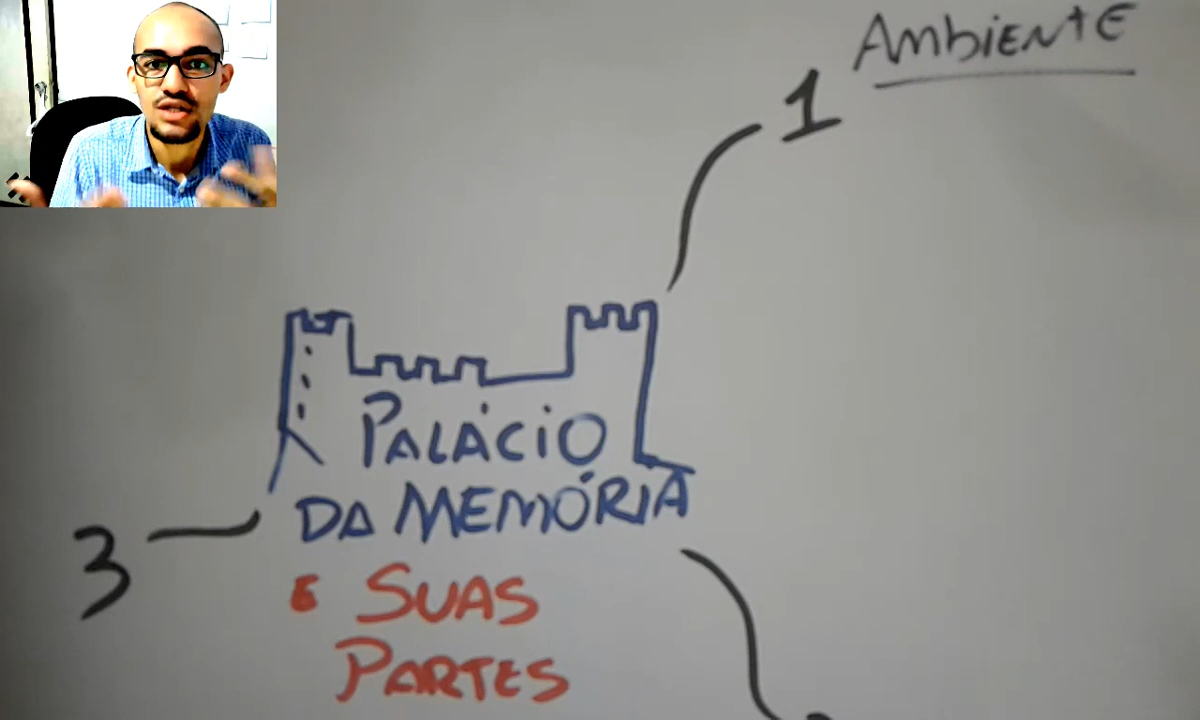 Ambiente
1
Palácio
da Memória
e Suas
Partes
3